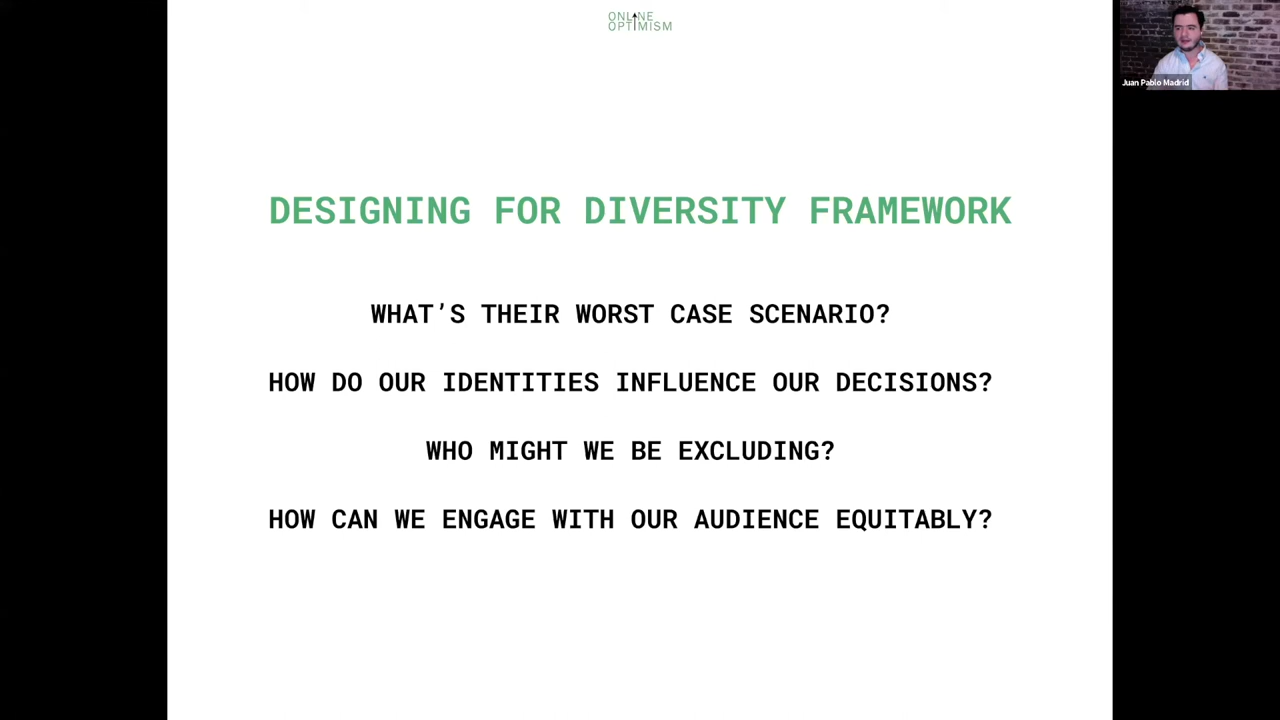 ONLINE
OPTIMISM
Juan Pablo Madrid
DESIGNING FOR DIVERSITY FRAMEWORK
WHAT’S THEIR WORST CASE SCENARIO?
HOW DO OUR IDENTITIES INFLUENCE OUR DECISIONS?
WHO MIGHT WE BE EXCLUDING?
HOW CAN WE ENGAGE WITH OUR AUDIENCE EQUITABLY?